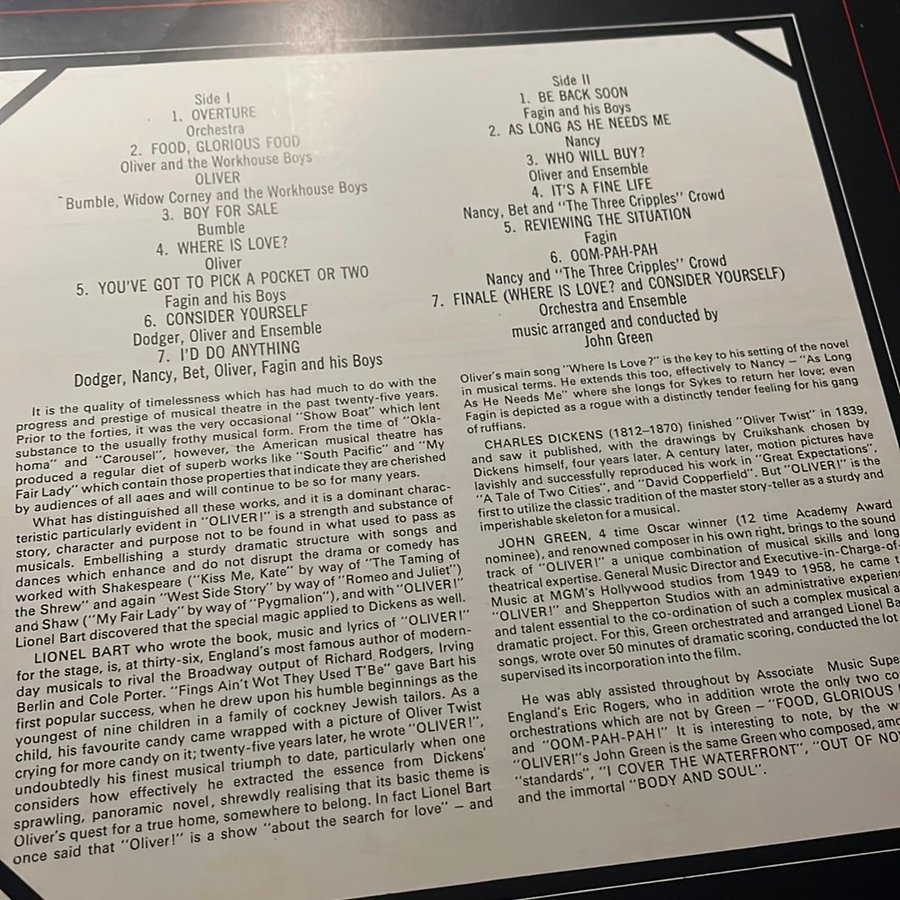 Side I
1. OVERTURE
Orchestra
2. FOOD, GLORIOUS FOOD
Oliver and the Workhouse Boys
OLIVER
Bumble, Widow Corney and the Workhouse Boys
3. BOY FOR SALE
Bumble
4. WHERE IS LOVE?
Oliver
5. YOU'VE GOT TO PICK A POCKET OR TWO
Fagin and his Boys
6. CONSIDER YOURSELF
Dodger, Oliver and Ensemble
7. I'D DO ANYTHING
Dodger, Nancy, Bet, Oliver, Fagin and his Boys
Side II
1. BE BACK SOON
Fagin and his Boys
2. AS LONG AS HE NEEDS ME
Nancy
3. WHO WILL BUY?
Oliver and Ensemble
4. IT'S A FINE LIFE
Nancy, Bet and "The Three Cripples" Crowd
5. REVIEWING THE SITUATION
Fagin
6. OOM-PAH-PAH
Nancy and "The Three Cripples" Crowd
7. FINALE (WHERE IS LOVE? and CONSIDER YOURSELF)
Orchestra and Ensemble
music arranged and conducted by
John Green
It is the quality of timelessness which has had much to do with the
progress and prestige of musical theatre in the past twenty-five years.
Prior to the forties, it was the very occasional "Show Boat" which lent
substance to the usually frothy musical form. From the time of "Okla-
homa" and "Carousel", however, the American musical theatre has
produced a regular diet of superb works like "South Pacific" and "My
Fair Lady" which contain those properties that indicate they are cherished
by audiences of all ages and will continue to be so for many years.
What has distinguished all these works, and it is a dominant charac-
teristic particularly evident in "OLIVER!" is a strength and substance of
story, character and purpose not to be found in what used to pass as
musicals. Embellishing a sturdy dramatic structure with songs and
dances which enhance and do not disrupt the drama or comedy has
worked with Shakespeare ("Kiss Me, Kate" by way of "The Taming of
the Shrew" and again "West Side Story" by way of "Romeo and Juliet")
and Shaw ("My Fair Lady" by way of "Pygmalion"), and with "OLIVER!"
Lionel Bart discovered that the special magic applied to Dickens as well.
LIONEL BART who wrote the book, music and lyrics of "OLIVER!"
for the stage, is, at thirty-six, England's most famous author of modern-
day musicals to rival the Broadway output of Richard Rodgers, Irving
Berlin and Cole Porter. "Fings Ain't Wot They Used T'Be" gave Bart his
first popular success, when he drew upon his humble beginnings as the
youngest of nine children in a family of cockney Jewish tailors. As a
child, his favourite candy came wrapped with a picture of Oliver Twist
crying for more candy on it; twenty-five years later, he wrote "OLIVER!",
undoubtedly his finest musical triumph to date, particularly when one
considers how effectively he extracted the essence from Dickens'
sprawling, panoramic novel, shrewdly realising that its basic theme is
Oliver's quest for a true home, somewhere to belong. In fact Lionel Bart
once said that "Oliver!" is a show "about the search for love" – and
Oliver's main song "Where Is Love?" is the key to his setting of the novel
in musical terms. He extends this too, effectively to Nancy – "As Long
As He Needs Me" where she longs for Sykes to return her love; even
Fagin is depicted as a rogue with a distinctly tender feeling for his gang
of ruffians.
CHARLES DICKENS (1812–1870) finished "Oliver Twist" in 1839,
and saw it published, with the drawings by Cruikshank chosen by
Dickens himself, four years later. A century later, motion pictures have
lavishly and successfully reproduced his work in "Great Expectations",
"A Tale of Two Cities", and "David Copperfield". But "OLIVER!" is the
first to utilize the classic tradition of the master story-teller as a sturdy and
imperishable skeleton for a musical.
JOHN GREEN, 4 time Oscar winner (12 time Academy Award
nominee), and renowned composer in his own right, brings to the sound
track of "OLIVER!" a unique combination of musical skills and long
theatrical expertise. General Music Director and Executive-in-Charge-of-
Music at MGM's Hollywood studios from 1949 to 1958, he came t
"OLIVER!" and Shepperton Studios with an administrative experien
and talent essential to the co-ordination of such a complex musical a
dramatic project. For this, Green orchestrated and arranged Lionel Ba
songs, wrote over 50 minutes of dramatic scoring, conducted the lot
supervised its incorporation into the film.
He was ably assisted throughout by Associate Music Supe
England's Eric Rogers, who in addition wrote the only two co
orchestrations which are not by Green – "FOOD, GLORIOUS
and "OOM-PAH-PAH!" It is interesting to note, by the w
"OLIVER!"s John Green is the same Green who composed, amo
"standards", "I COVER THE WATERFRONT", "OUT OF NO
and the immortal "BODY AND SOUL".